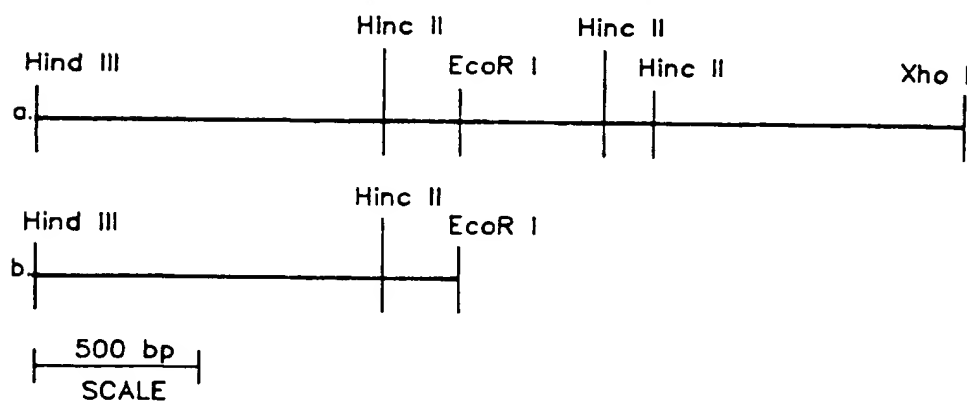 Hinc II Hinc II
Hind III EcoR I Hinc II Xho I
a.
Hinc II
Hind III EcoR I
b.
500 bp
SCALE